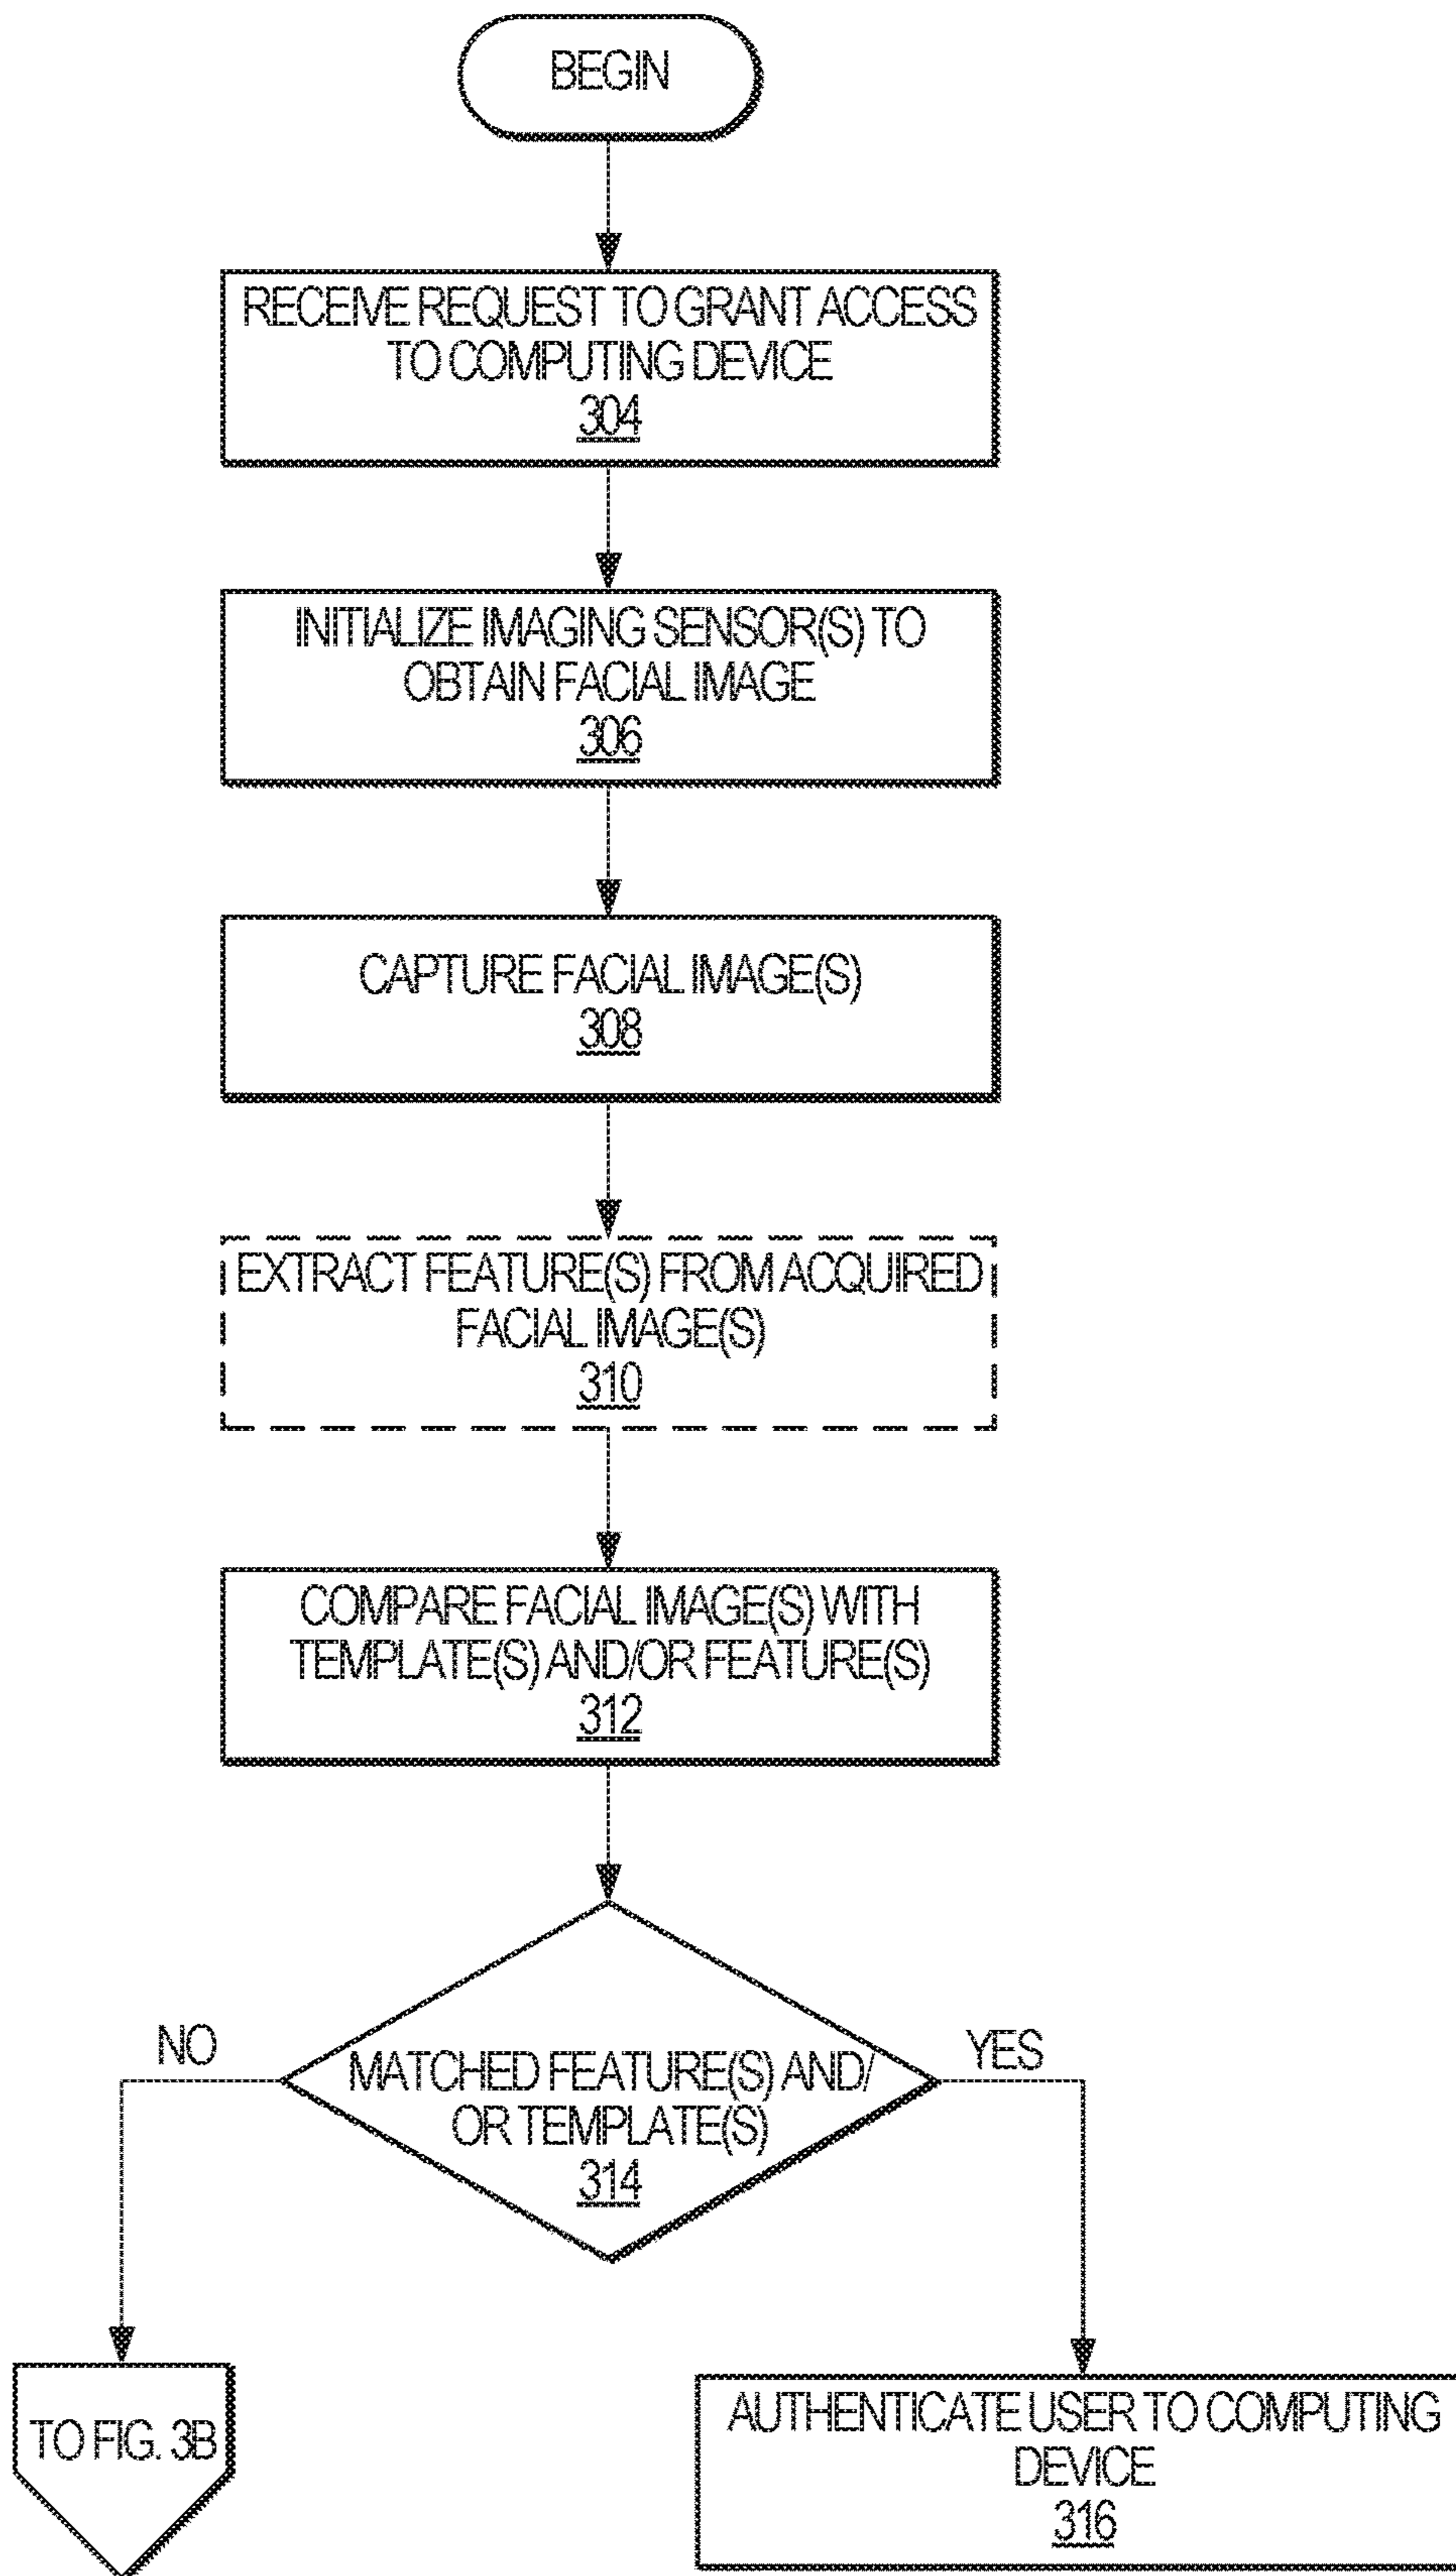 BEGIN
RECEIVE REQUEST TO GRANT ACCESS
TO COMPUTING DEVICE
304
INITIALIZE IMAGING SENSOR(S) TO
OBTAIN FACIAL IMAGE
306
CAPTURE FACIAL IMAGE(S)
308
EXTRACT FEATURE(S) FROM ACQUIRED
FACIAL IMAGE(S)
310
COMPARE FACIAL IMAGE(S) WITH
TEMPLATE(S) AND/OR FEATURE(S)
312
NO
YES
MATCHED FEATURE(S) AND/
OR TEMPLATE(S)
314
TO FIG. 3B
AUTHENTICATE USER TO COMPUTING
DEVICE
316